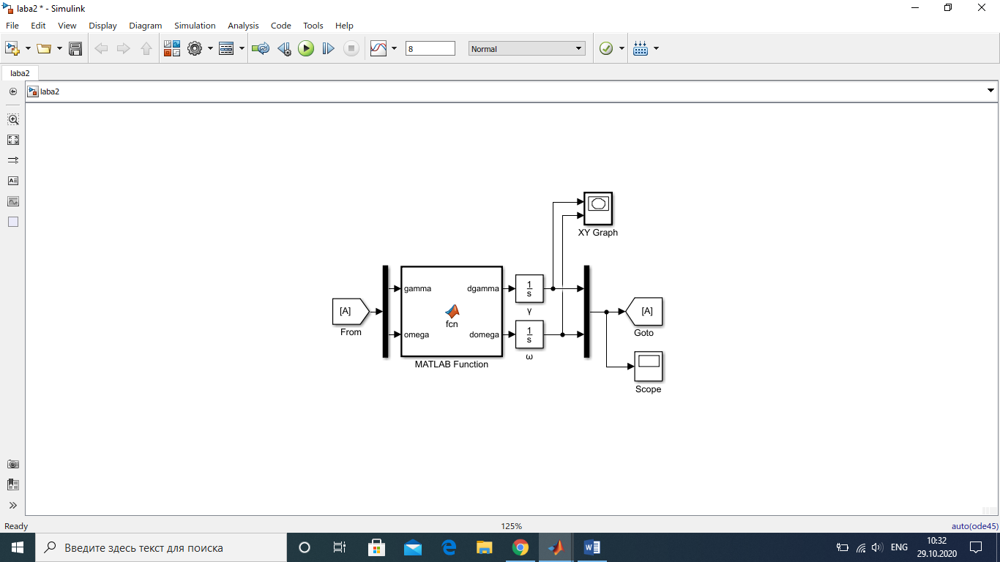 laba2 * - Simulink
File Edit View Display Diagram Simulation Analysis Code Tools Help
8 Normal
laba2
laba2
XY Graph
gamma dgamma
1
s
γ
[A]
From
fcn
omega domega
1
s
ω
MATLAB Function
[A]
Goto
Scope
Ready 125% auto(ode45)
Введите здесь текст для поиска
ENG
10:32
29.10.2020